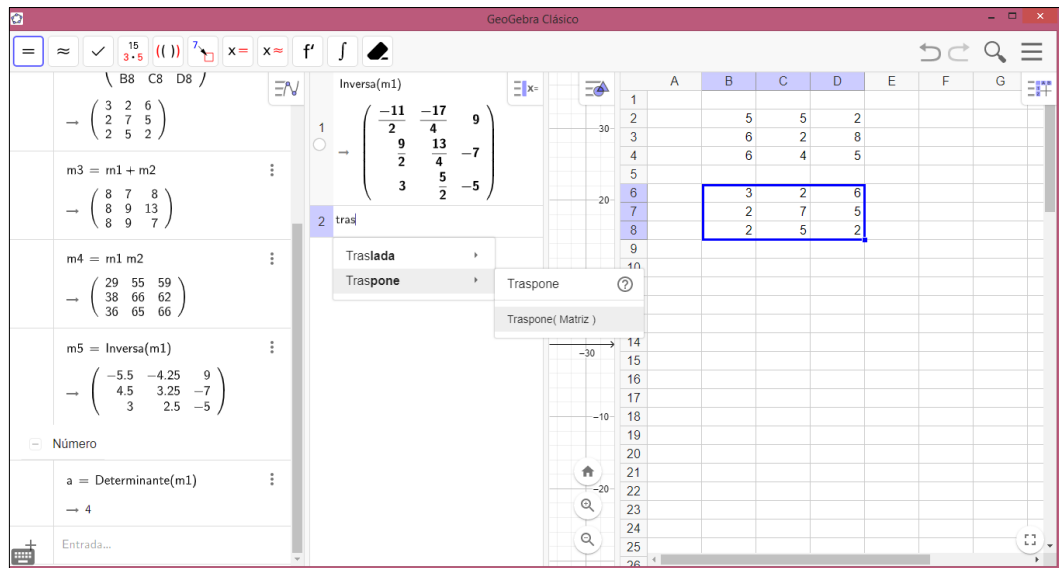 GeoGebra Clásico
= ≈ ✓ 15 3·5 (( )) 7 x= x≈ f′ ∫
B8 C8 D8
→ ( 3 2 6
2 7 5
2 5 2 )
m3 = m1 + m2
→ ( 8 7 8
8 9 13
8 9 7 )
m4 = m1 m2
→ ( 29 55 59
38 66 62
36 65 66 )
m5 = Inversa(m1)
→ ( −5.5 −4.25 9
4.5 3.25 −7
3 2.5 −5 )
Número
a = Determinante(m1)
→ 4
Entrada...
1
Inversa(m1)
x=
→ ( −11/2 −17/4 9
9/2 13/4 −7
3 5/2 −5 )
2 tras
Traslada
Traspone
Traspone
Traspone( Matriz )
30
20
−30
−10
−20
A B C D E F G
1
2 5 5 2
3 6 2 8
4 6 4 5
5
6 3 2 6
7 2 7 5
8 2 5 2
9
10
14
15
16
17
18
19
20
21
22
23
24
25
26